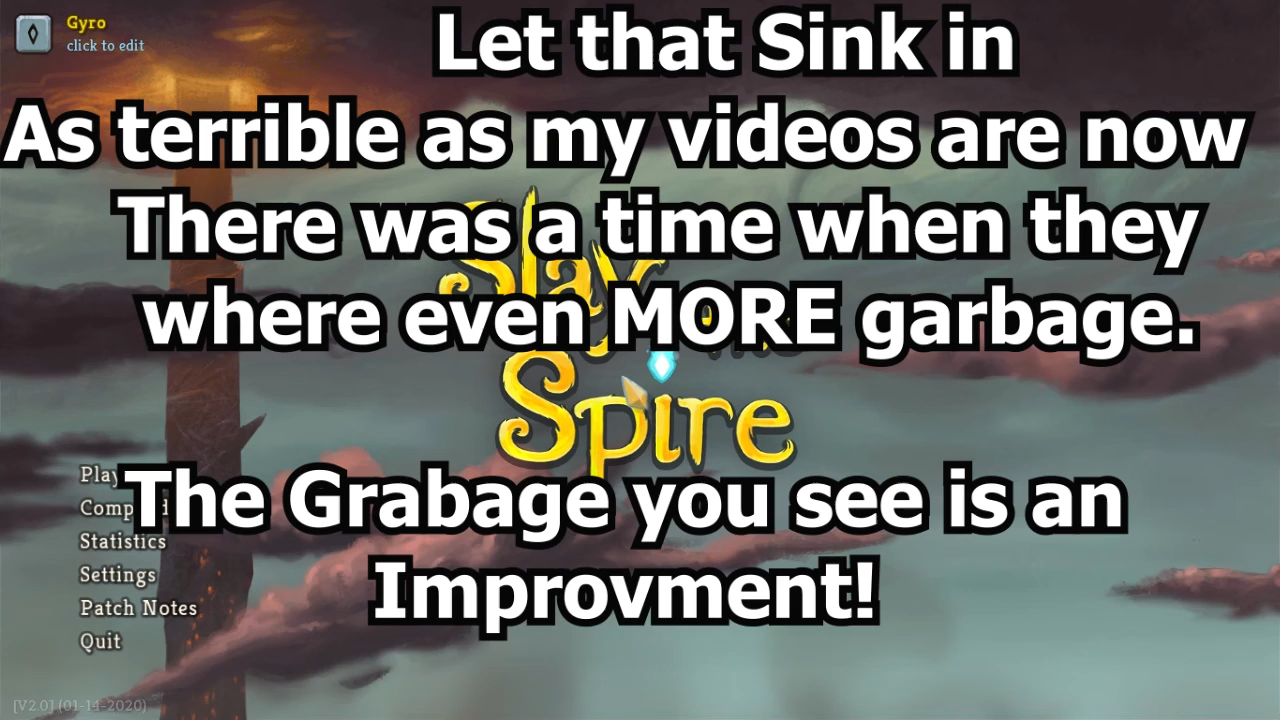 Gyro
click to edit
Let that Sink in
As terrible as my videos are now
There was a time when they
where even MORE garbage.
Slay the
Spire
The Grabage you see is an
Improvment!
Play
Statistics
Settings
Patch Notes
Quit
[V2.0] (01-14-2020)